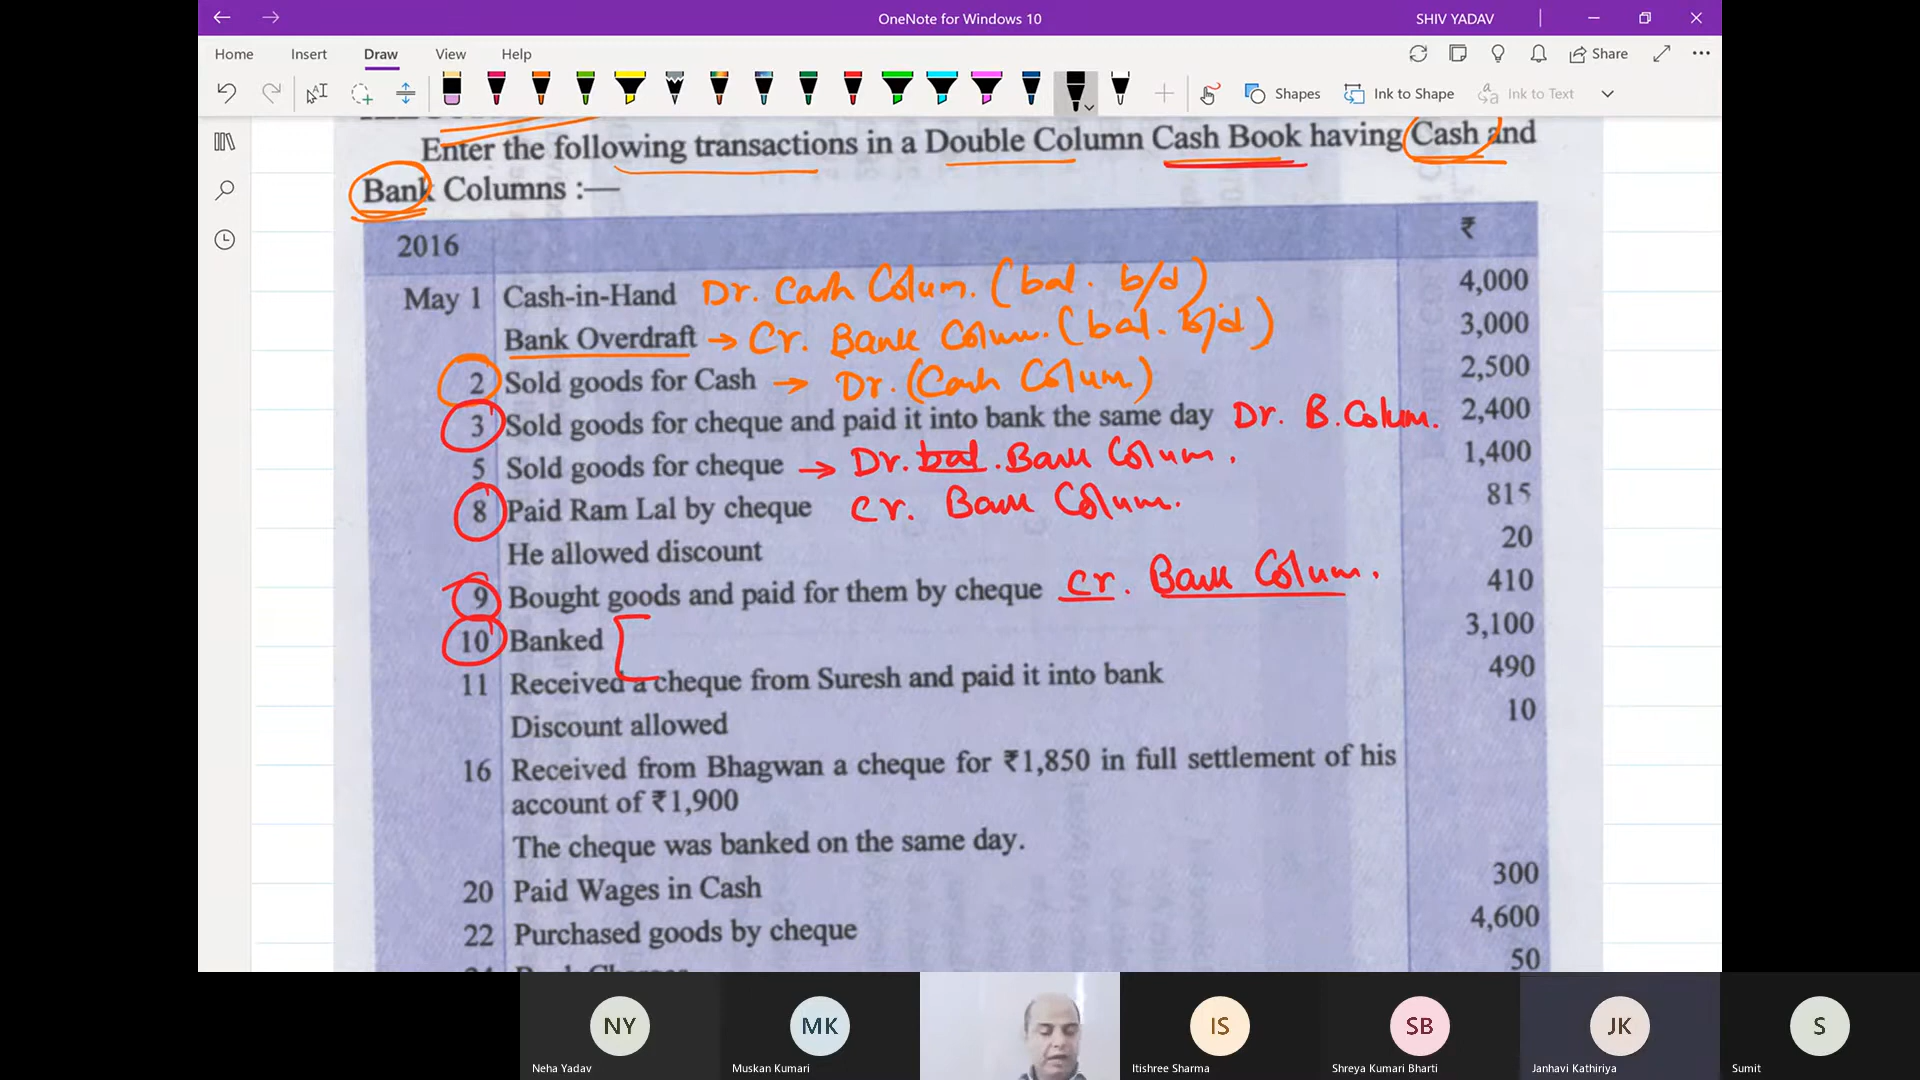 OneNote for Windows 10
SHIV YADAV
Home Insert Draw View Help
Share
Shapes Ink to Shape Ink to Text
Enter the following transactions in a Double Column Cash Book having Cash and
Bank Columns :—
2016 ₹
May 1 Cash-in-Hand Dr. Cash Colum. (bal. b/d) 4,000
Bank Overdraft → Cr. Bank Colum. (bal. b/d) 3,000
2 Sold goods for Cash → Dr. (Cash Colum.) 2,500
3 Sold goods for cheque and paid it into bank the same day Dr. B. Colum. 2,400
5 Sold goods for cheque → Dr. bal. Bank Colum. 1,400
8 Paid Ram Lal by cheque Cr. Bank Colum. 815
He allowed discount 20
9 Bought goods and paid for them by cheque Cr. Bank Colum. 410
10 Banked 3,100
11 Received a cheque from Suresh and paid it into bank 490
Discount allowed 10
16 Received from Bhagwan a cheque for ₹1,850 in full settlement of his
account of ₹1,900
The cheque was banked on the same day.
20 Paid Wages in Cash 300
22 Purchased goods by cheque 4,600
50
NY MK IS SB JK S
Neha Yadav Muskan Kumari Itishree Sharma Shreya Kumari Bharti Janhavi Kathiriya Sumit